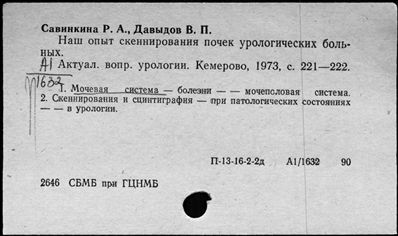 Савинкина Р. А., Давыдов В. П.
Наш опыт скеннирования почек урологических боль-
ных.
А1 Актуал. вопр. урологии. Кемерово, 1973, с. 221—222.
1632
1. Мочевая система — болезни — — мочеполовая система.
2. Скеннирования и сцинтиграфия — при патологических состояниях
— — в урологии.
П-13-16-2-2д А1/1632 90
2646 СБМБ при ГЦНМБ